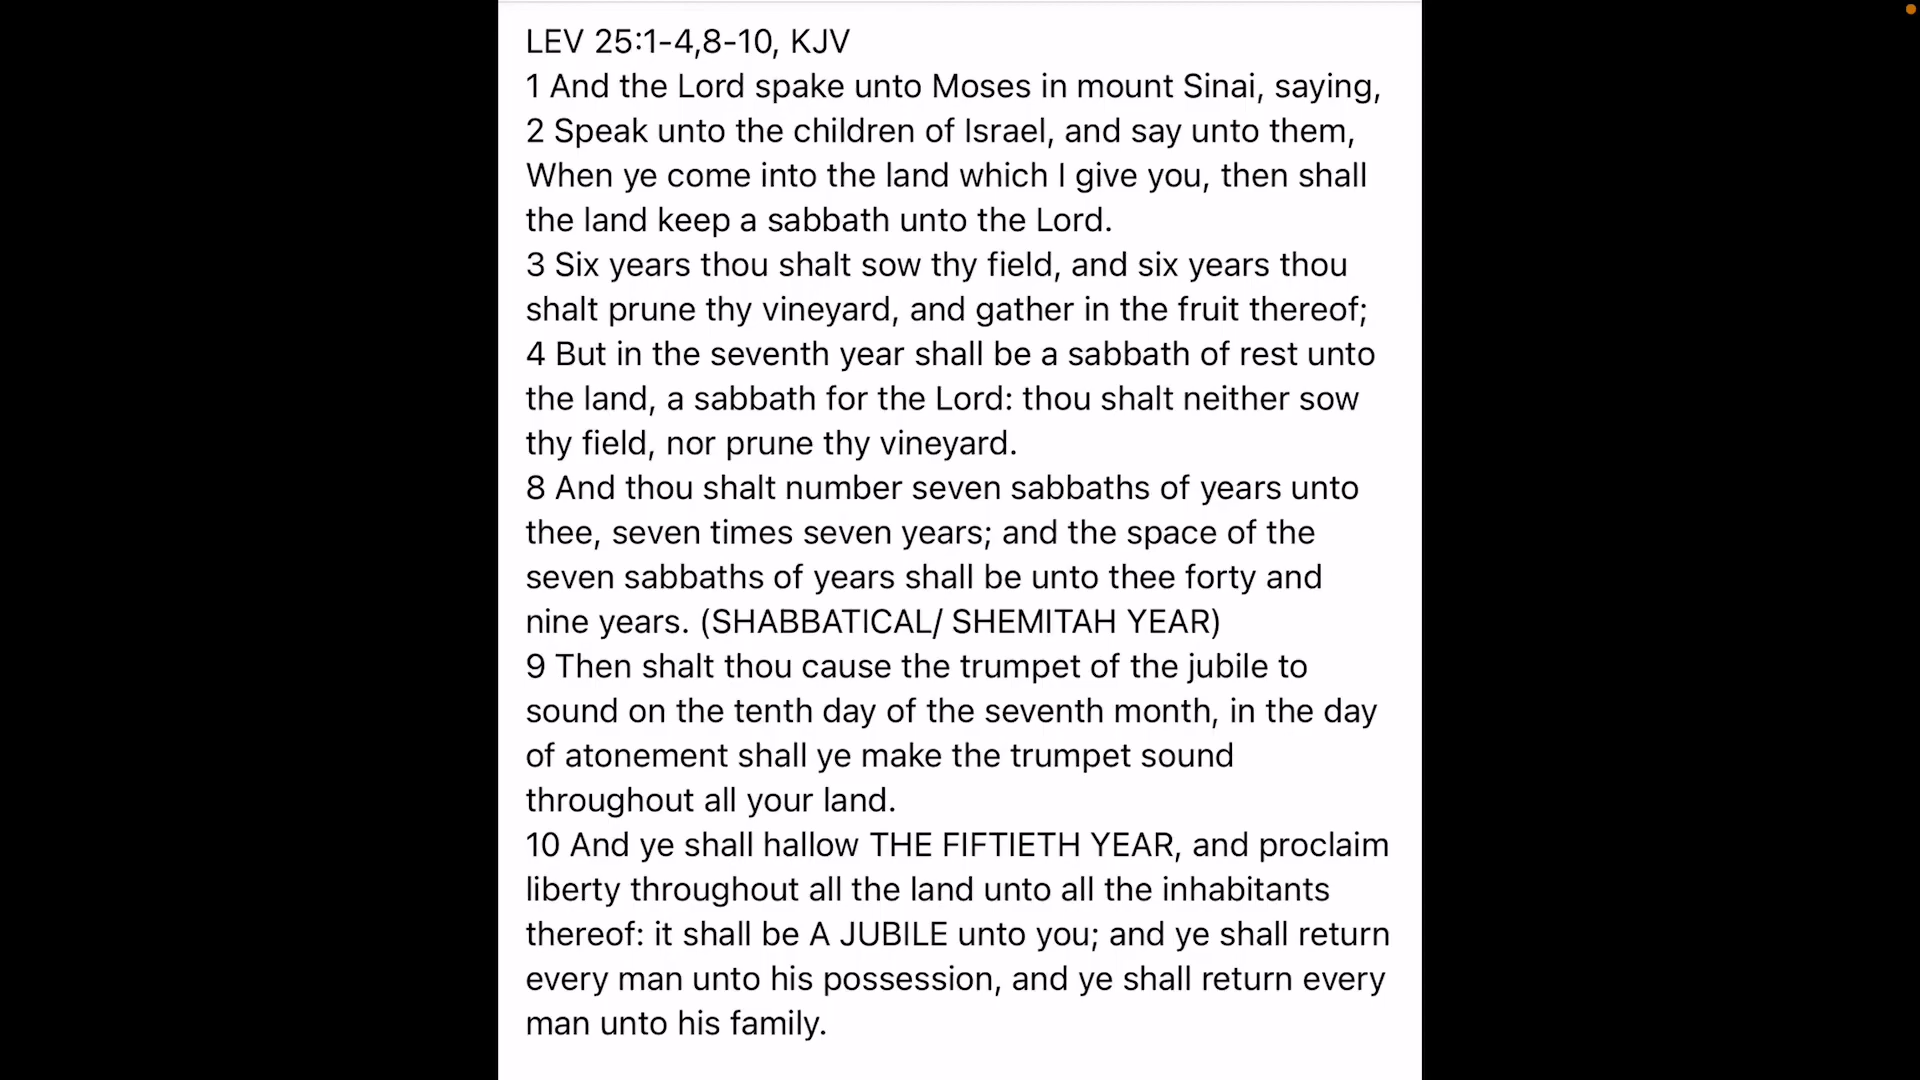 LEV 25:1-4,8-10, KJV
1 And the Lord spake unto Moses in mount Sinai, saying,
2 Speak unto the children of Israel, and say unto them,
When ye come into the land which I give you, then shall
the land keep a sabbath unto the Lord.
3 Six years thou shalt sow thy field, and six years thou
shalt prune thy vineyard, and gather in the fruit thereof;
4 But in the seventh year shall be a sabbath of rest unto
the land, a sabbath for the Lord: thou shalt neither sow
thy field, nor prune thy vineyard.
8 And thou shalt number seven sabbaths of years unto
thee, seven times seven years; and the space of the
seven sabbaths of years shall be unto thee forty and
nine years. (SHABBATICAL/ SHEMITAH YEAR)
9 Then shalt thou cause the trumpet of the jubile to
sound on the tenth day of the seventh month, in the day
of atonement shall ye make the trumpet sound
throughout all your land.
10 And ye shall hallow THE FIFTIETH YEAR, and proclaim
liberty throughout all the land unto all the inhabitants
thereof: it shall be A JUBILE unto you; and ye shall return
every man unto his possession, and ye shall return every
man unto his family.